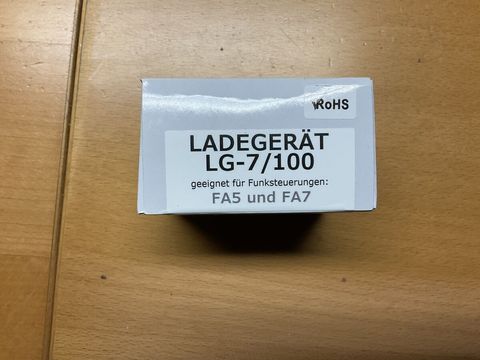 RoHS
LADEGERÄT
LG-7/100
geeignet für Funksteuerungen:
FA5 und FA7